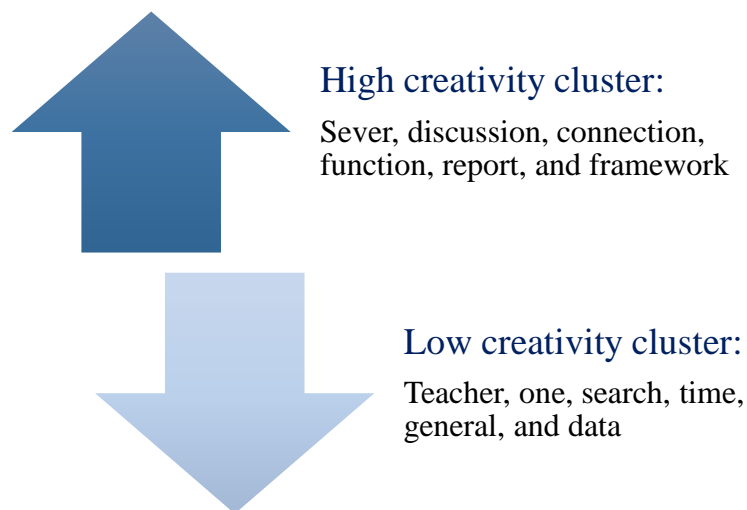 High creativity cluster:
Sever, discussion, connection,
function, report, and framework
Low creativity cluster:
Teacher, one, search, time,
general, and data